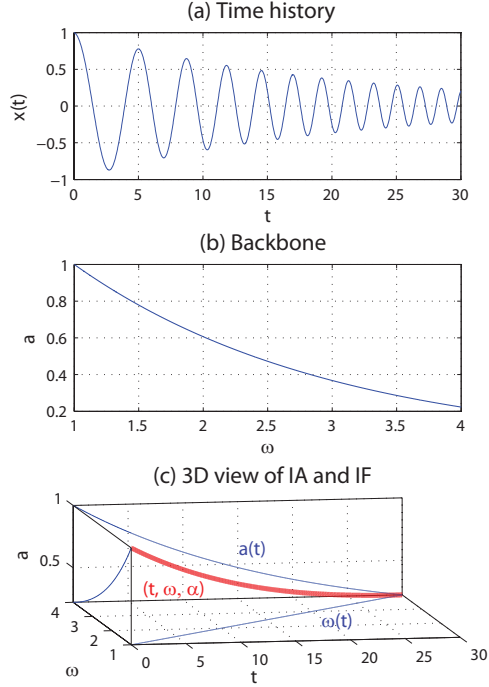 (a) Time history
1
0.5
0
−0.5
−1
x(t)
0 5 10 15 20 25 30
t
(b) Backbone
1
0.8
0.6
0.4
0.2
a
1 1.5 2 2.5 3 3.5 4
ω
(c) 3D view of IA and IF
1
0.5
a
a(t)
(t, ω, α)
ω(t)
4
3
2
1
ω
0 5 10 15 20 25 30
t